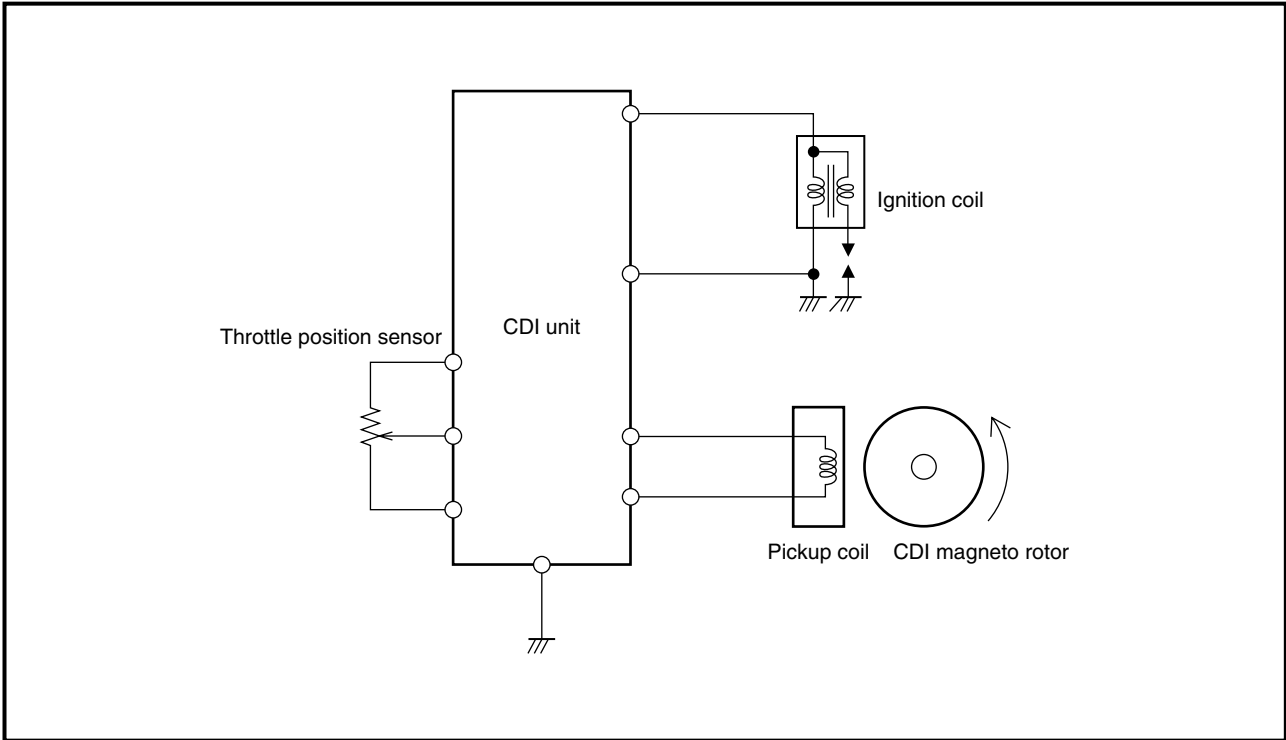 Ignition coil
CDI unit
Throttle position sensor
Pickup coil
CDI magneto rotor